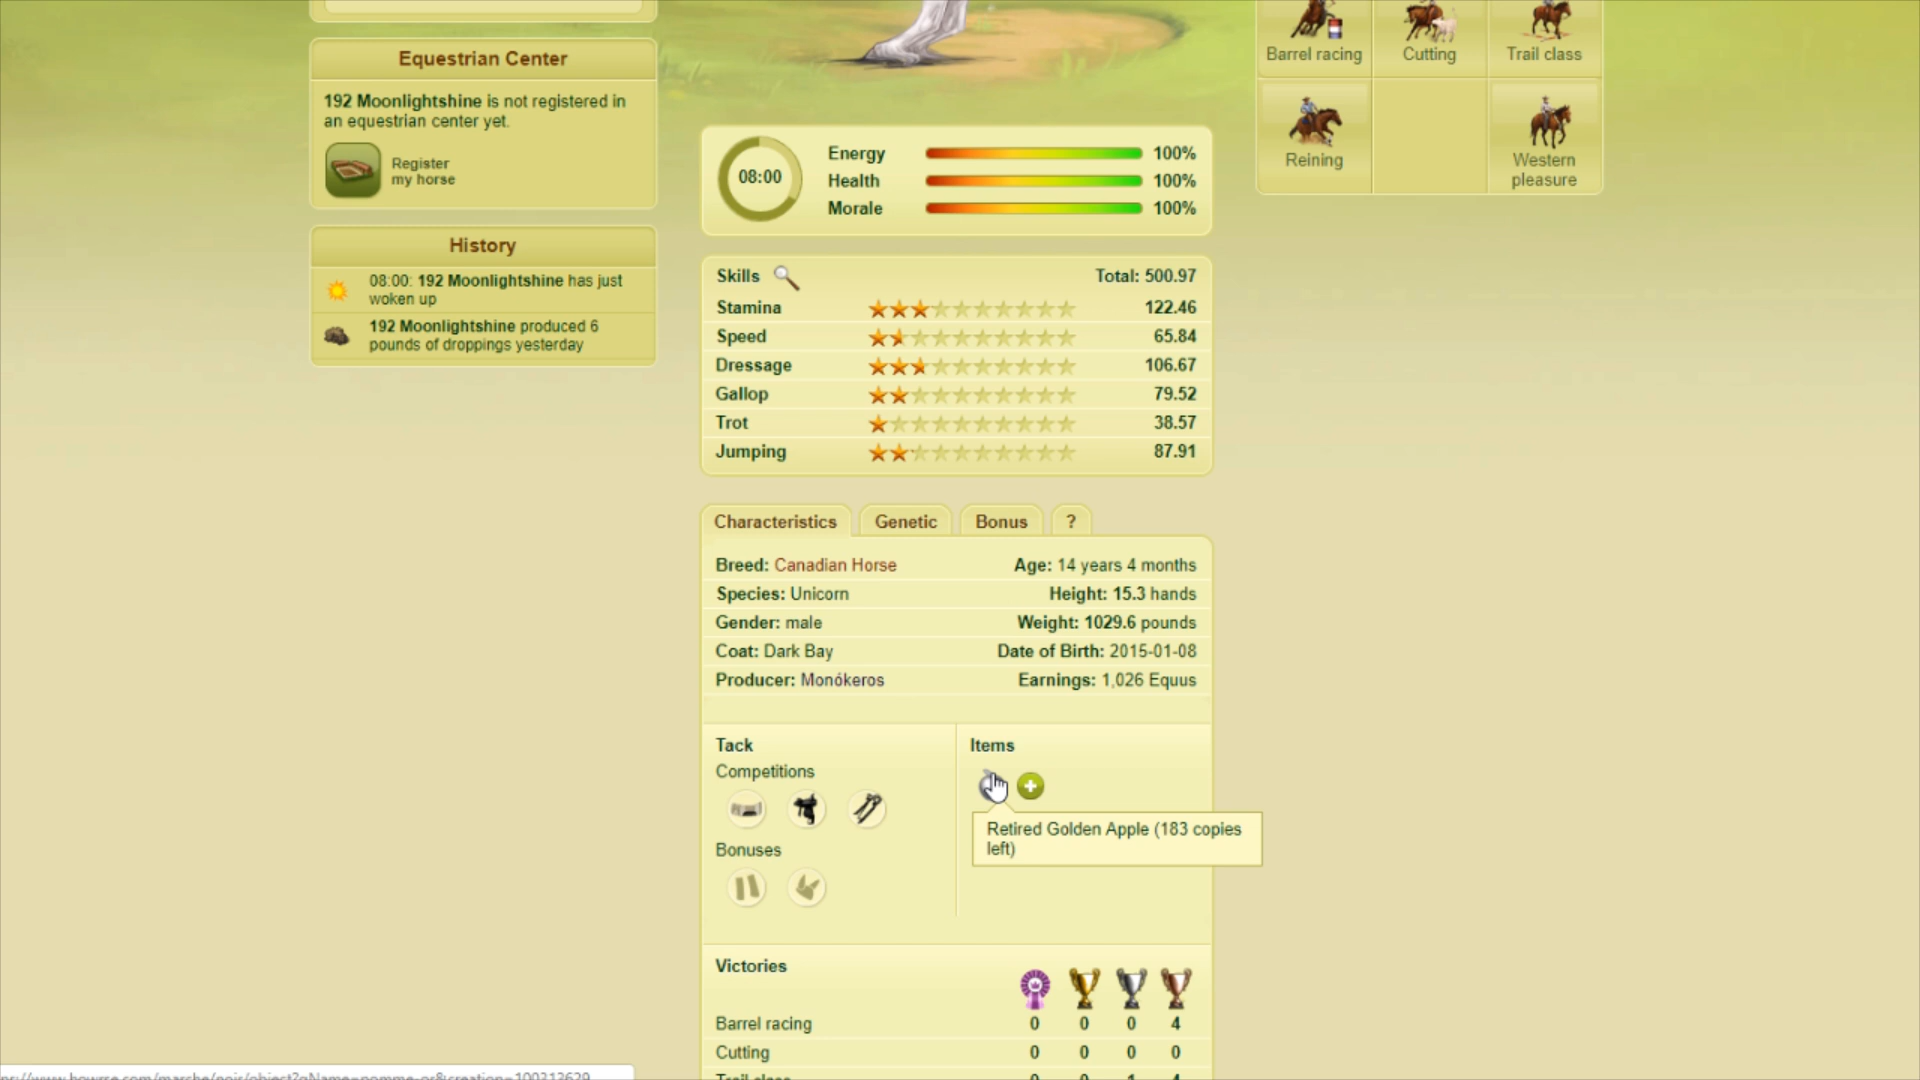 Equestrian Center
192 Moonlightshine is not registered in
an equestrian center yet.
Register
my horse
History
08:00: 192 Moonlightshine has just
woken up
192 Moonlightshine produced 6
pounds of droppings yesterday
08:00
Energy 100%
Health 100%
Morale 100%
Skills Total: 500.97
Stamina 122.46
Speed 65.84
Dressage 106.67
Gallop 79.52
Trot 38.57
Jumping 87.91
Characteristics Genetic Bonus ?
Breed: Canadian Horse Age: 14 years 4 months
Species: Unicorn Height: 15.3 hands
Gender: male Weight: 1029.6 pounds
Coat: Dark Bay Date of Birth: 2015-01-08
Producer: Monókeros Earnings: 1,026 Equus
Tack
Competitions
Bonuses
Items
Retired Golden Apple (183 copies
left)
Victories
Barrel racing 0 0 0 4
Cutting 0 0 0 0
Trail class 0 0 1 4
Barrel racing Cutting Trail class
Reining Western
pleasure